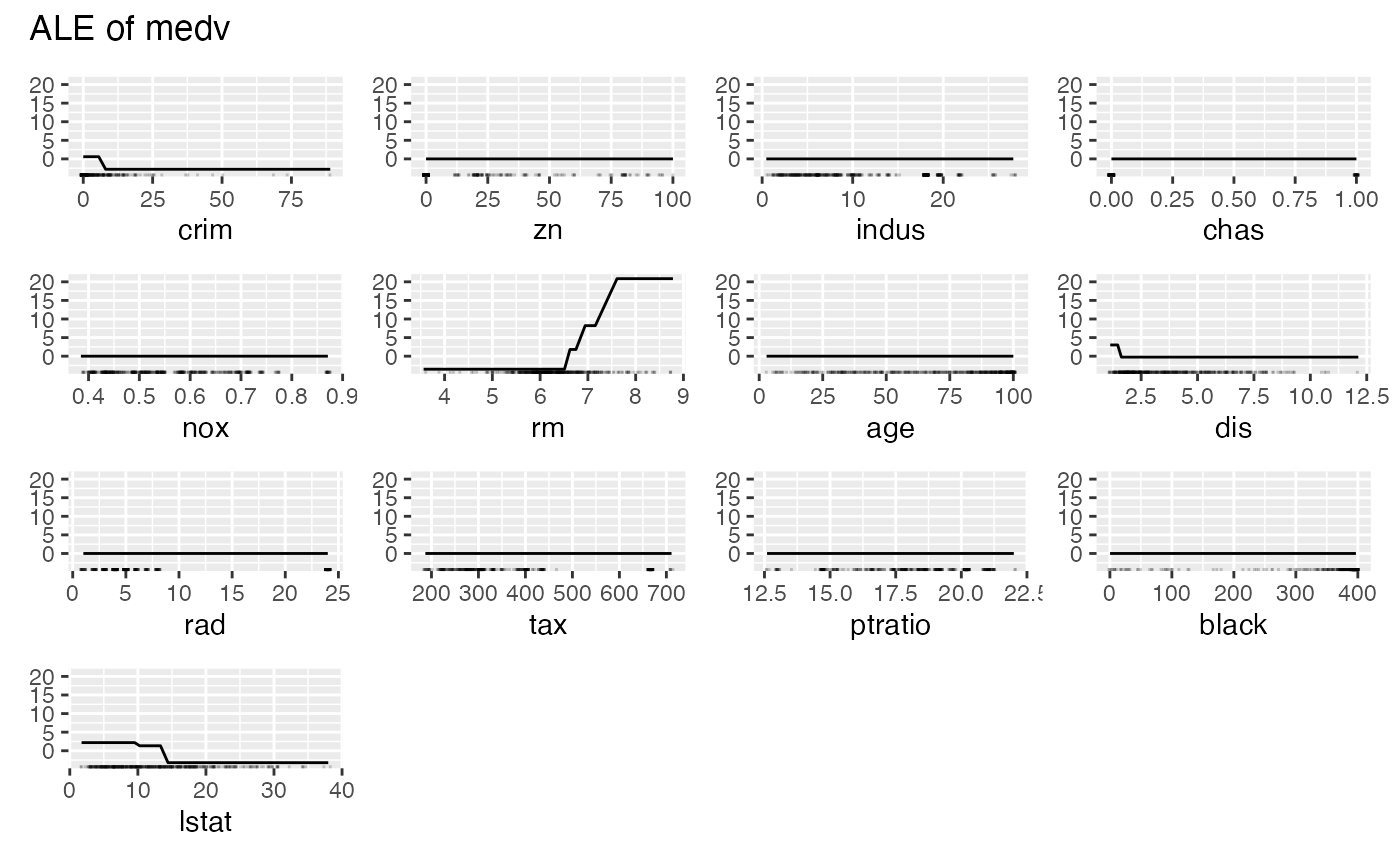 ALE of medv
20 20 20 20
15 15 15 15
10 10 10 10
5 5 5 5
0 0 0 0
0 25 50 75 0 25 50 75 100 0 10 20 0.00 0.25 0.50 0.75 1.00
crim zn indus chas
20 20 20 20
15 15 15 15
10 10 10 10
5 5 5 5
0 0 0 0
0.4 0.5 0.6 0.7 0.8 0.9 4 5 6 7 8 9 0 25 50 75 100 2.5 5.0 7.5 10.0 12.5
nox rm age dis
20 20 20 20
15 15 15 15
10 10 10 10
5 5 5 5
0 0 0 0
0 5 10 15 20 25 200 300 400 500 600 700 12.5 15.0 17.5 20.0 22.5 0 100 200 300 400
rad tax ptratio black
20
15
10
5
0
0 10 20 30 40
lstat